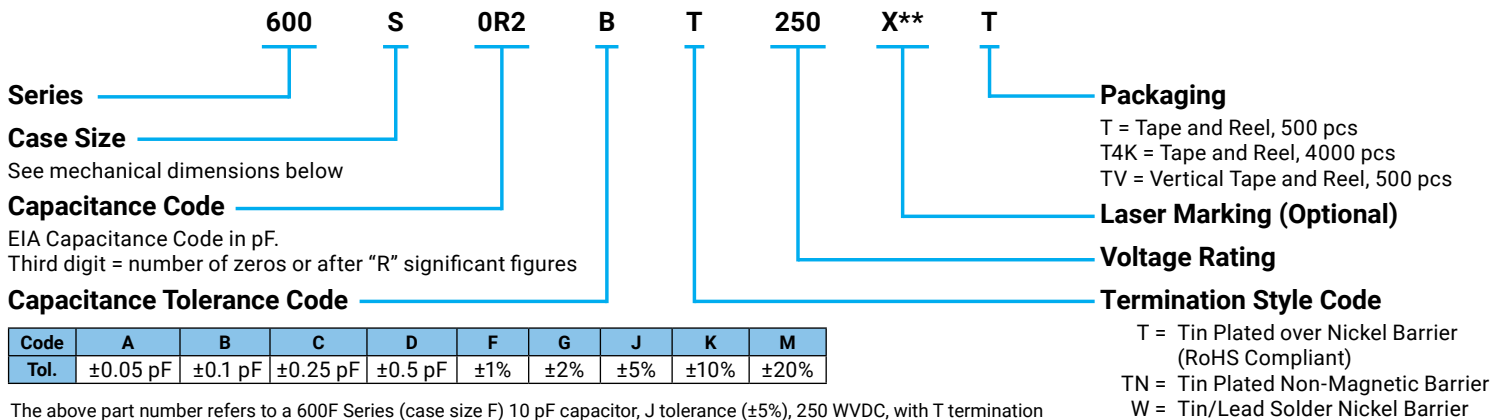 600 S 0R2 B T 250 X** T
Series
Case Size
See mechanical dimensions below
Capacitance Code
EIA Capacitance Code in pF.
Third digit = number of zeros or after “R” significant figures
Capacitance Tolerance Code
Code A B C D F G J K M
Tol. ±0.05 pF ±0.1 pF ±0.25 pF ±0.5 pF ±1% ±2% ±5% ±10% ±20%
The above part number refers to a 600F Series (case size F) 10 pF capacitor, J tolerance (±5%), 250 WVDC, with T termination
Packaging
T = Tape and Reel, 500 pcs
T4K = Tape and Reel, 4000 pcs
TV = Vertical Tape and Reel, 500 pcs
Laser Marking (Optional)
Voltage Rating
Termination Style Code
T = Tin Plated over Nickel Barrier
(RoHS Compliant)
TN = Tin Plated Non-Magnetic Barrier
W = Tin/Lead Solder Nickel Barrier